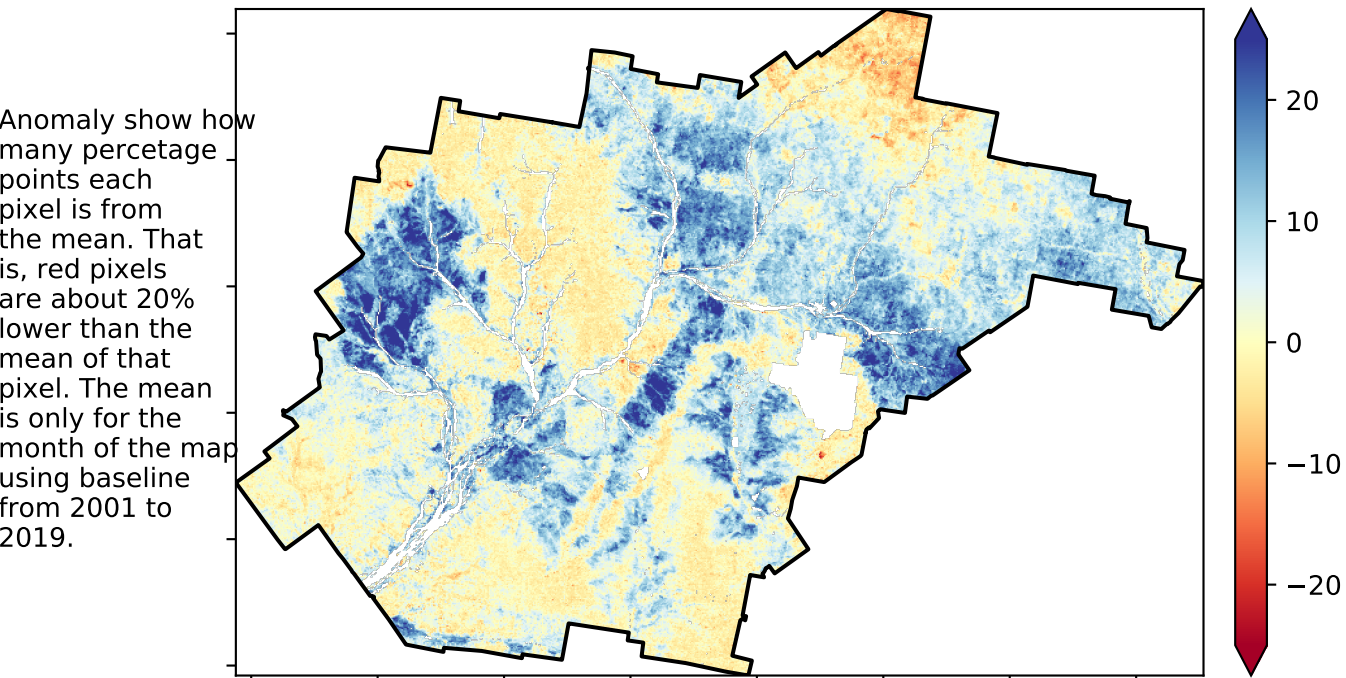 Anomaly show how
many percetage
points each
pixel is from
the mean. That
is, red pixels
are about 20%
lower than the
mean of that
pixel. The mean
is only for the
month of the map
using baseline
from 2001 to
2019.
20
10
0
−10
−20